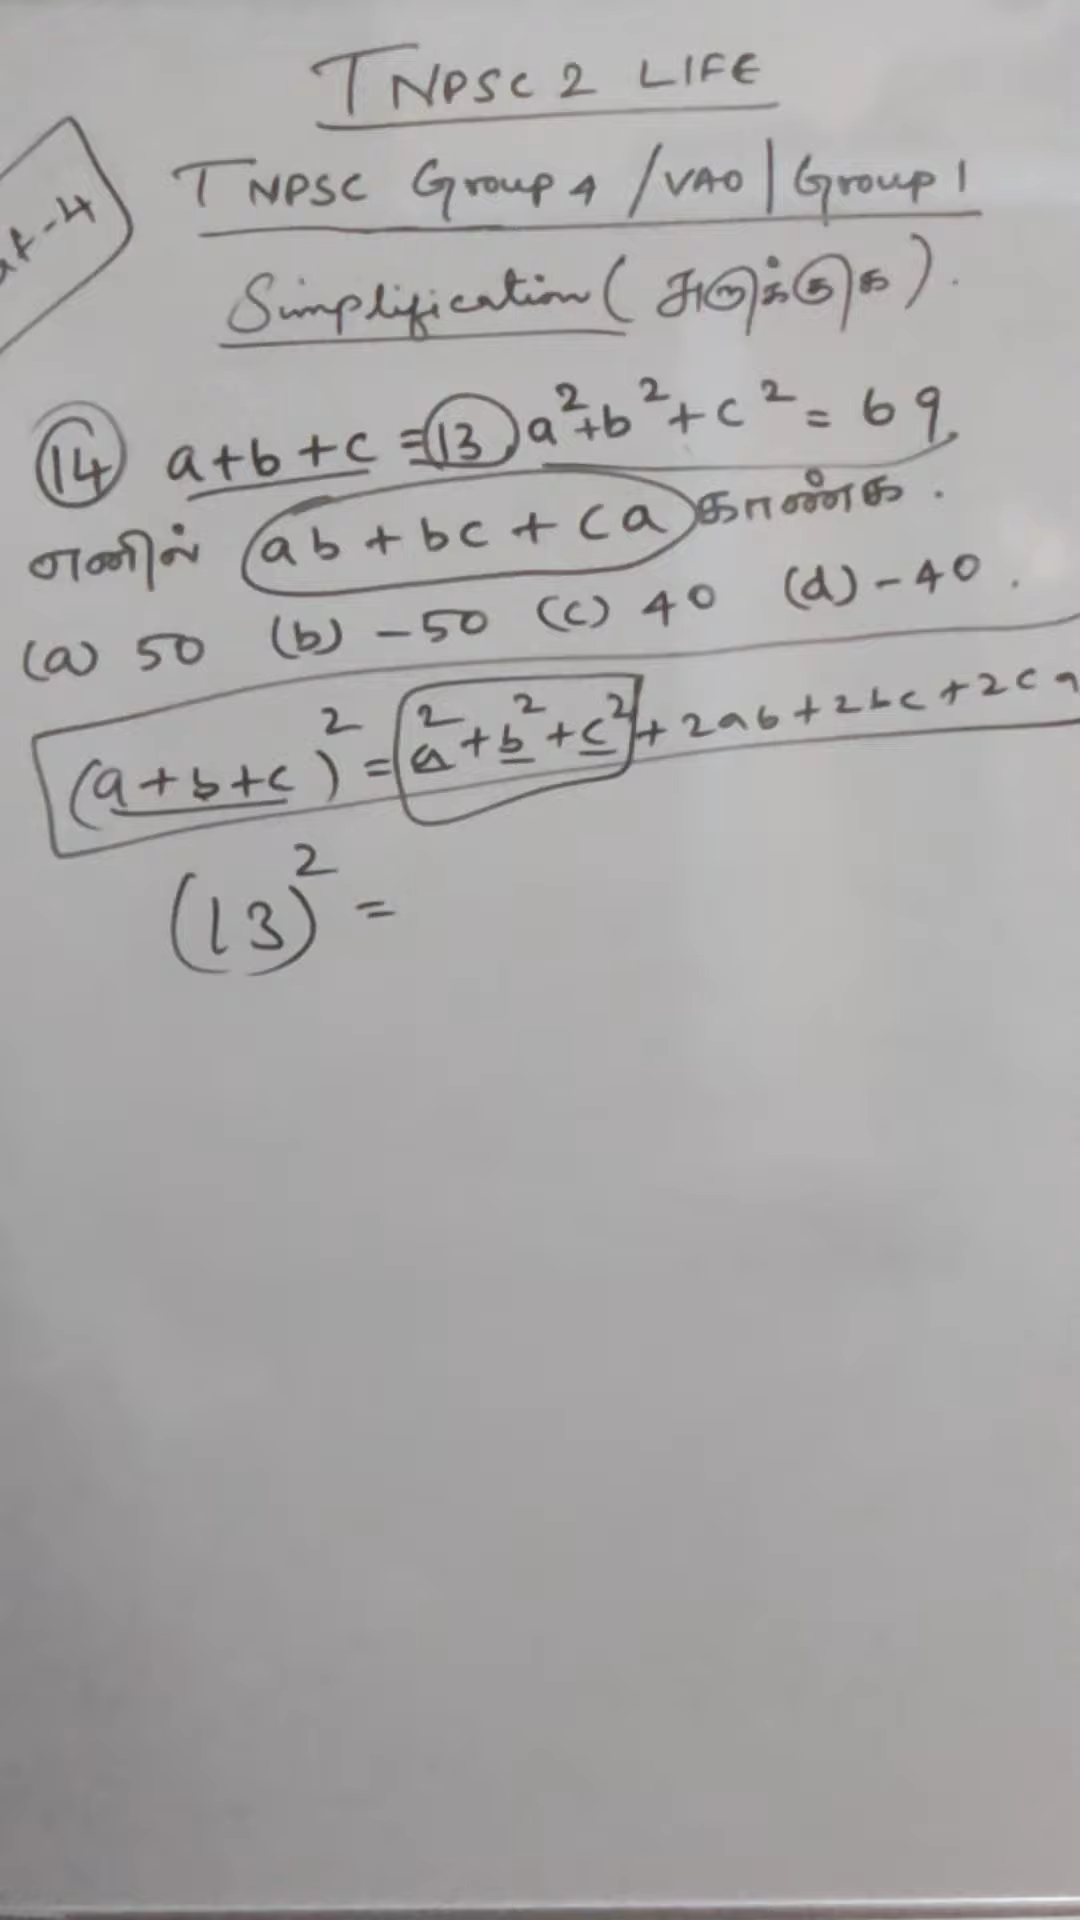 TNPSC 2 LIFE
TNPSC Group 4 / VAO | Group 1
Simplification ( சுருக்குக ).
14 a+b+c = 13 a²+b²+c² = 69
எனில் ab + bc + ca காண்க .
(a) 50 (b) -50 (c) 40 (d) -40 .
(a+b+c)² = a²+b²+c²+2ab+2bc+2ca
(13)² =